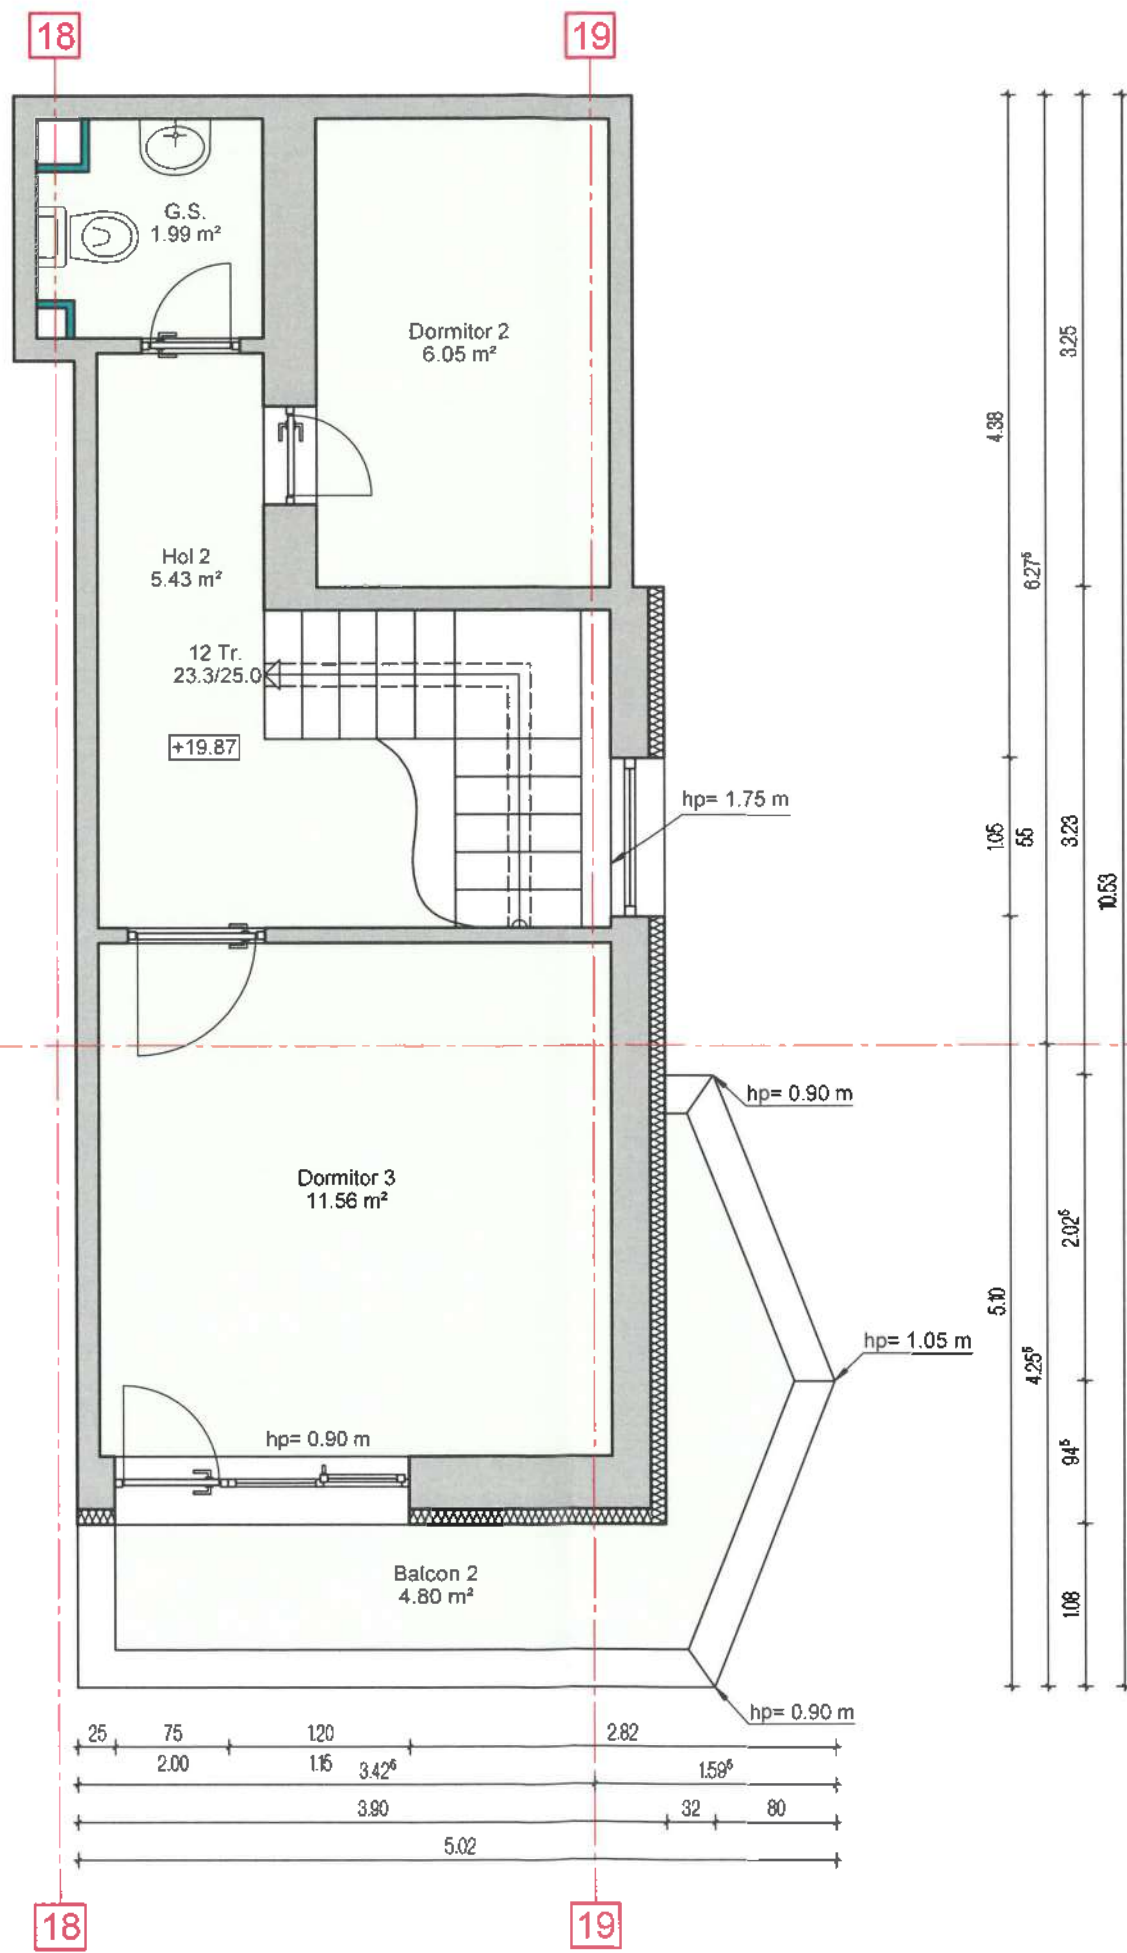 18
19
G.S.
1.99 m²
Dormitor 2
6.05 m²
3.25
4.38
Hol 2
5.43 m²
6.27⁵
12 Tr.
23.3/25.0
+19.87
hp= 1.75 m
1.05
55
3.23
10.53
hp= 0.90 m
Dormitor 3
11.56 m²
2.02⁵
5.10
hp= 1.05 m
4.25⁵
hp= 0.90 m
94⁵
Balcon 2
4.80 m²
1.08
hp= 0.90 m
25
75
1.20
2.82
2.00
1.15
3.42⁵
1.59⁵
3.90
32
80
5.02
18
19